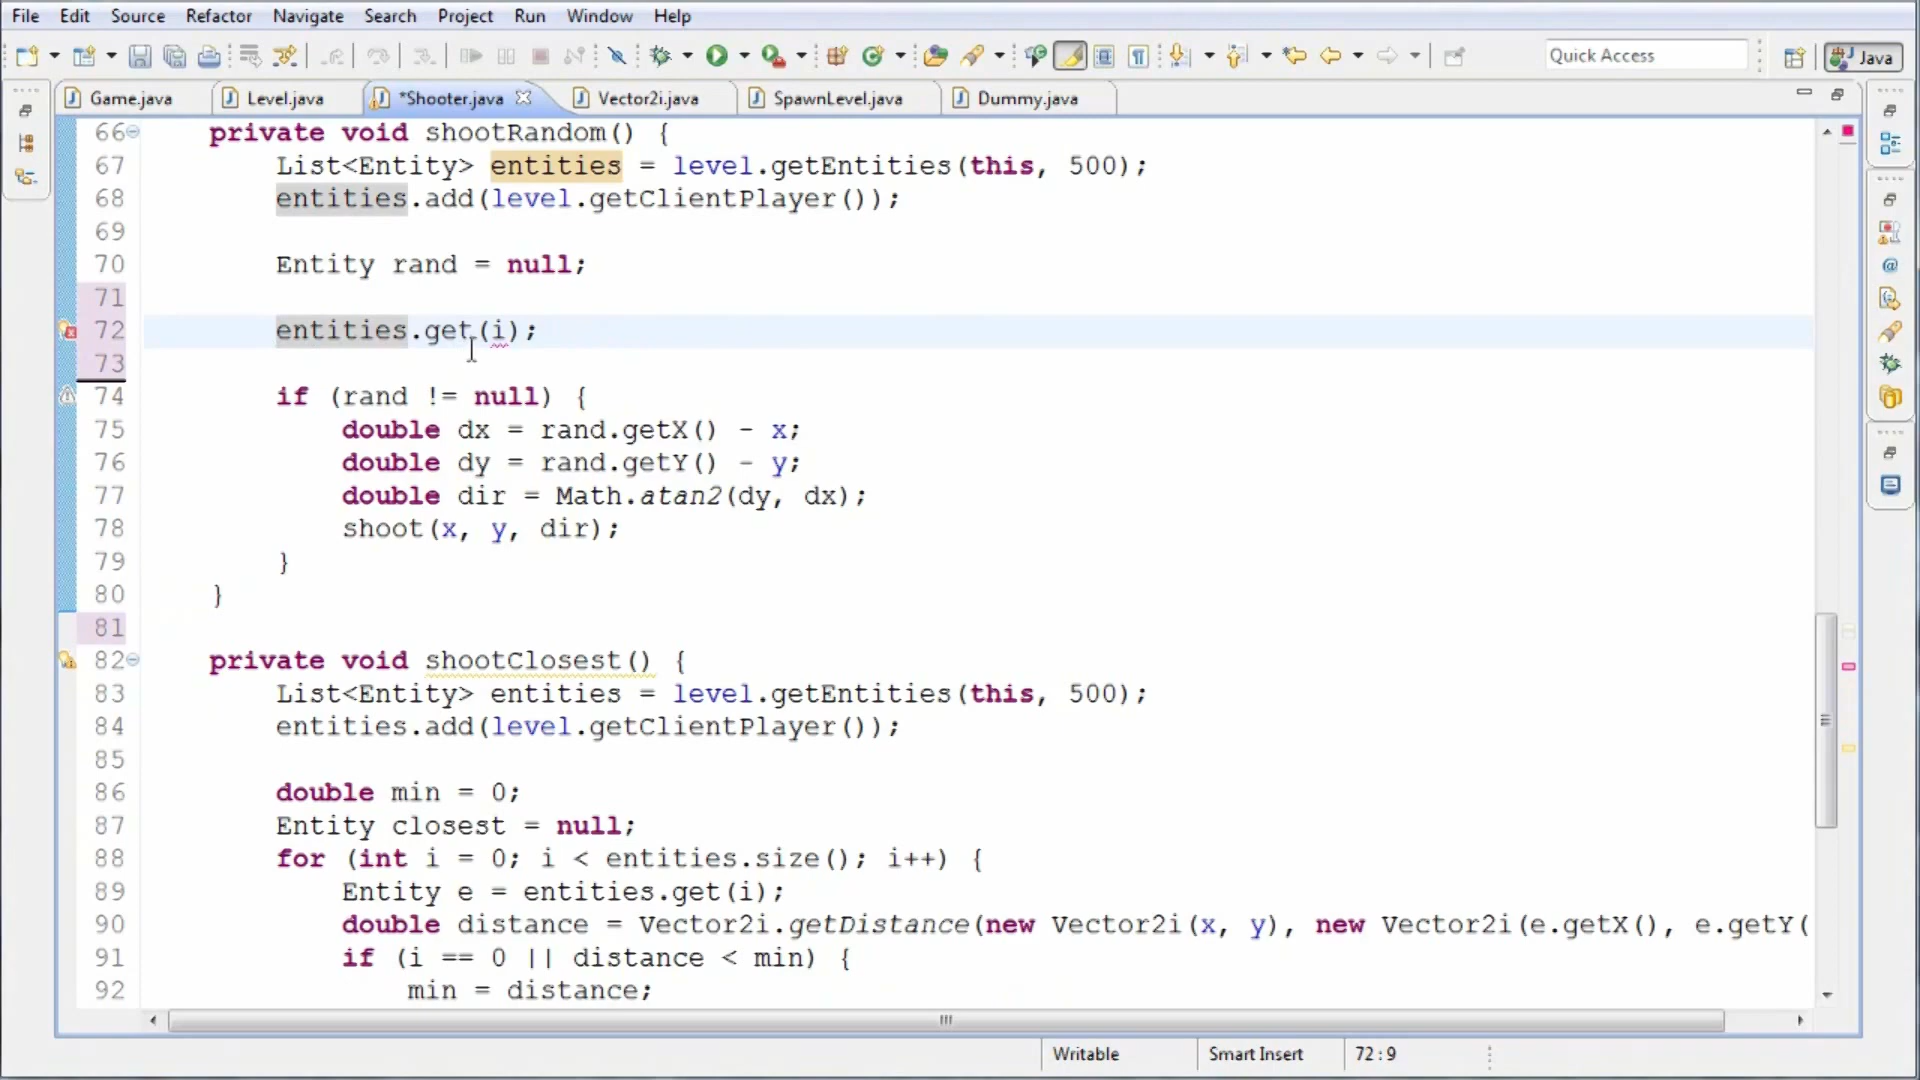 File Edit Source Refactor Navigate Search Project Run Window Help
Quick Access
Java
Game.java Level.java *Shooter.java Vector2i.java SpawnLevel.java Dummy.java
66 private void shootRandom() {
67 List<Entity> entities = level.getEntities(this, 500);
68 entities.add(level.getClientPlayer());
69
70 Entity rand = null;
71
72 entities.get(i);
73
74 if (rand != null) {
75 double dx = rand.getX() - x;
76 double dy = rand.getY() - y;
77 double dir = Math.atan2(dy, dx);
78 shoot(x, y, dir);
79 }
80 }
81
82 private void shootClosest() {
83 List<Entity> entities = level.getEntities(this, 500);
84 entities.add(level.getClientPlayer());
85
86 double min = 0;
87 Entity closest = null;
88 for (int i = 0; i < entities.size(); i++) {
89 Entity e = entities.get(i);
90 double distance = Vector2i.getDistance(new Vector2i(x, y), new Vector2i(e.getX(), e.getY(
91 if (i == 0 || distance < min) {
92 min = distance;
Writable Smart Insert 72 : 9